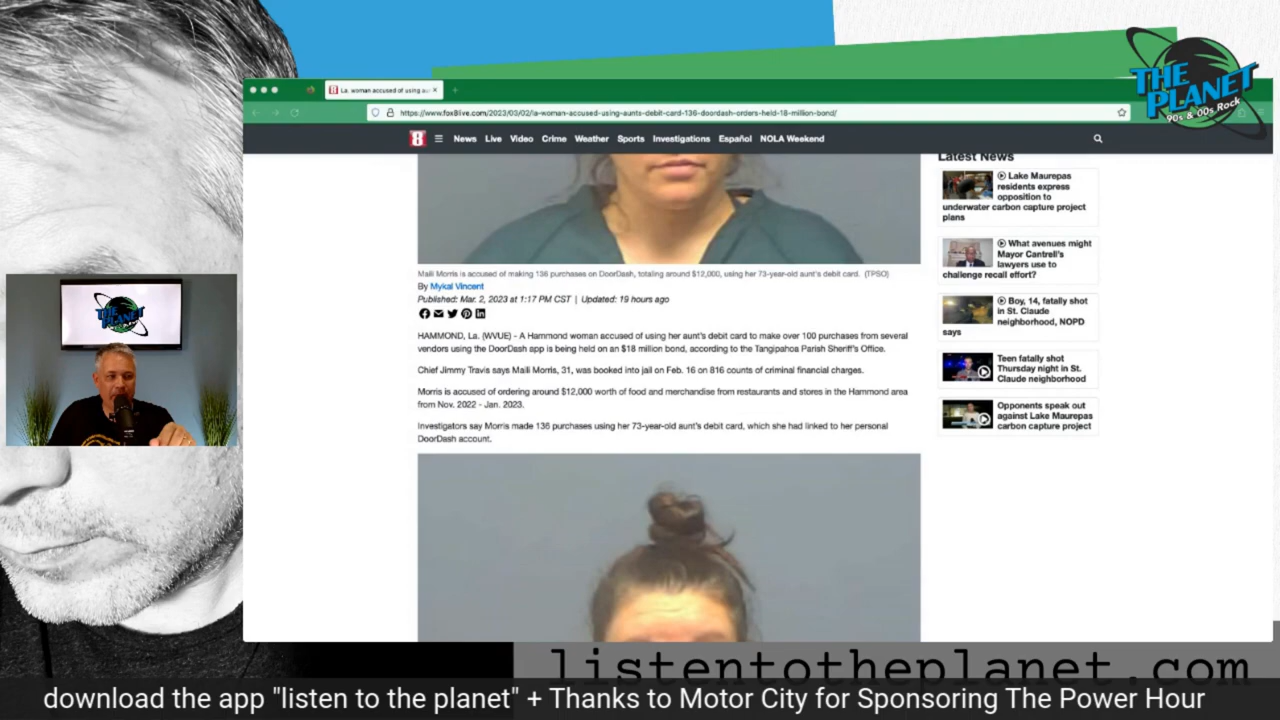 La. woman accused of using au
https://www.fox8live.com/2023/03/02/la-woman-accused-using-aunts-debit-card-136-doordash-orders-held-18-million-bond/
THE
PLANET
90s & 00s Rock
8
News Live Video Crime Weather Sports Investigations Español NOLA Weekend
Latest News
Lake Maurepas
residents express
opposition to
underwater carbon capture project
plans
What avenues might
Mayor Cantrell's
lawyers use to
challenge recall effort?
Boy, 14, fatally shot
in St. Claude
neighborhood, NOPD
says
Teen fatally shot
Thursday night in St.
Claude neighborhood
Opponents speak out
against Lake Maurepas
carbon capture project
Maili Morris is accused of making 136 purchases on DoorDash, totaling around $12,000, using her 73-year-old aunt's debit card. (TPSO)
By Mykal Vincent
Published: Mar. 2, 2023 at 1:17 PM CST | Updated: 19 hours ago
HAMMOND, La. (WVUE) - A Hammond woman accused of using her aunt's debit card to make over 100 purchases from several
vendors using the DoorDash app is being held on an $18 million bond, according to the Tangipahoa Parish Sheriff's Office.
Chief Jimmy Travis says Maili Morris, 31, was booked into jail on Feb. 16 on 816 counts of criminal financial charges.
Morris is accused of ordering around $12,000 worth of food and merchandise from restaurants and stores in the Hammond area
from Nov. 2022 - Jan. 2023.
Investigators say Morris made 136 purchases using her 73-year-old aunt's debit card, which she had linked to her personal
DoorDash account.
THE
PLANET
listentotheplanet.com
download the app "listen to the planet" + Thanks to Motor City for Sponsoring The Power Hour